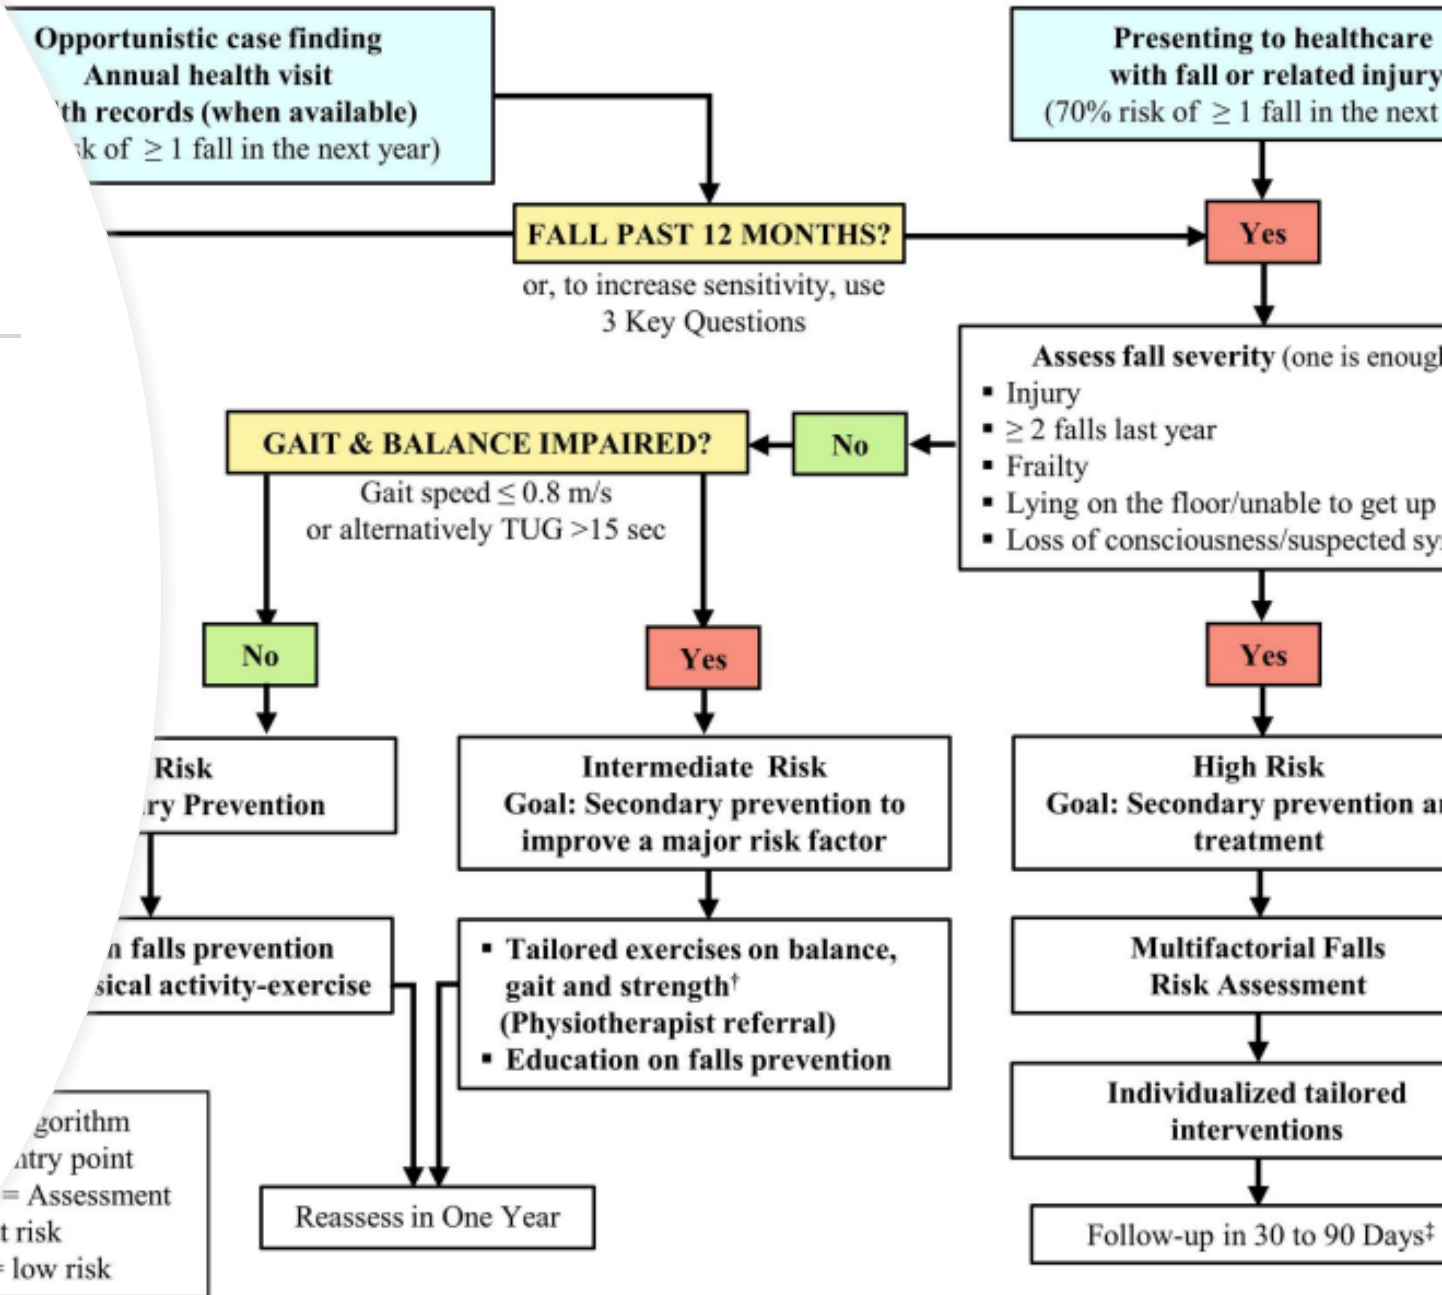 Opportunistic case finding
Annual health visit
records (when available)
of ≥ 1 fall in the next year)
Presenting to healthcare
with fall or related injury
(70% risk of ≥ 1 fall in the next
FALL PAST 12 MONTHS?
or, to increase sensitivity, use
3 Key Questions
Yes
Assess fall severity (one is enough
▪ Injury
▪ ≥ 2 falls last year
▪ Frailty
▪ Lying on the floor/unable to get up
▪ Loss of consciousness/suspected
No
GAIT & BALANCE IMPAIRED?
Gait speed ≤ 0.8 m/s
or alternatively TUG >15 sec
No
Yes
Yes
Risk
Prevention
Intermediate Risk
Goal: Secondary prevention to
improve a major risk factor
High Risk
Goal: Secondary prevention
treatment
falls prevention
activity-exercise
▪ Tailored exercises on balance,
gait and strength†
(Physiotherapist referral)
▪ Education on falls prevention
Multifactorial Falls
Risk Assessment
Individualized tailored
interventions
Reassess in One Year
Follow-up in 30 to 90 Days‡
point
= Assessment
risk
= low risk